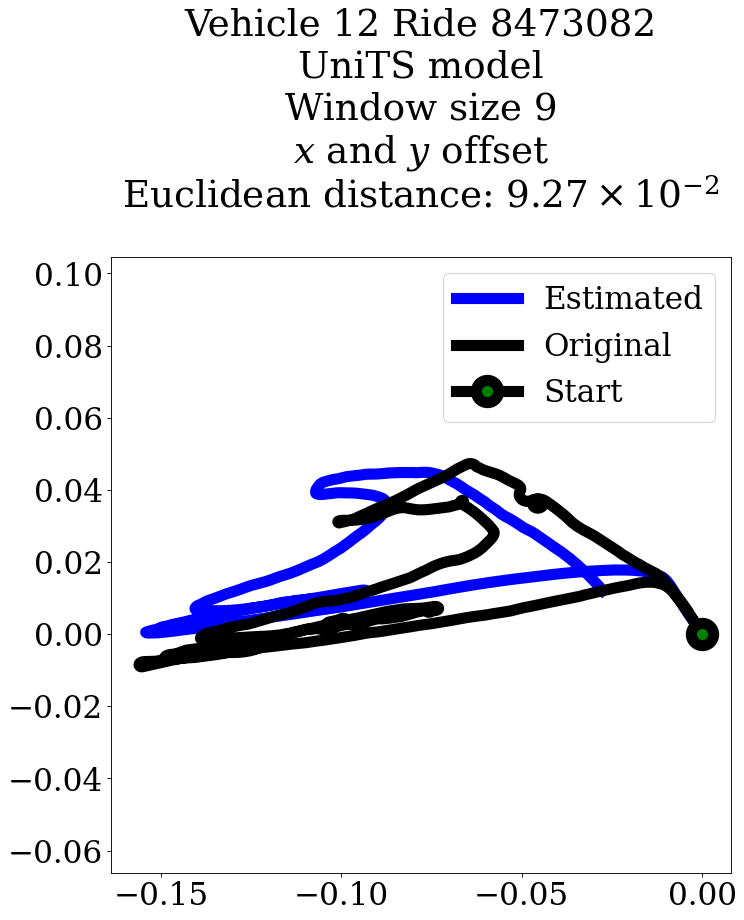 Vehicle 12 Ride 8473082
UniTS model
Window size 9
x and y offset
Euclidean distance: 9.27 × 10⁻²
Estimated
Original
Start
0.10
0.08
0.06
0.04
0.02
0.00
−0.02
−0.04
−0.06
−0.15 −0.10 −0.05 0.00